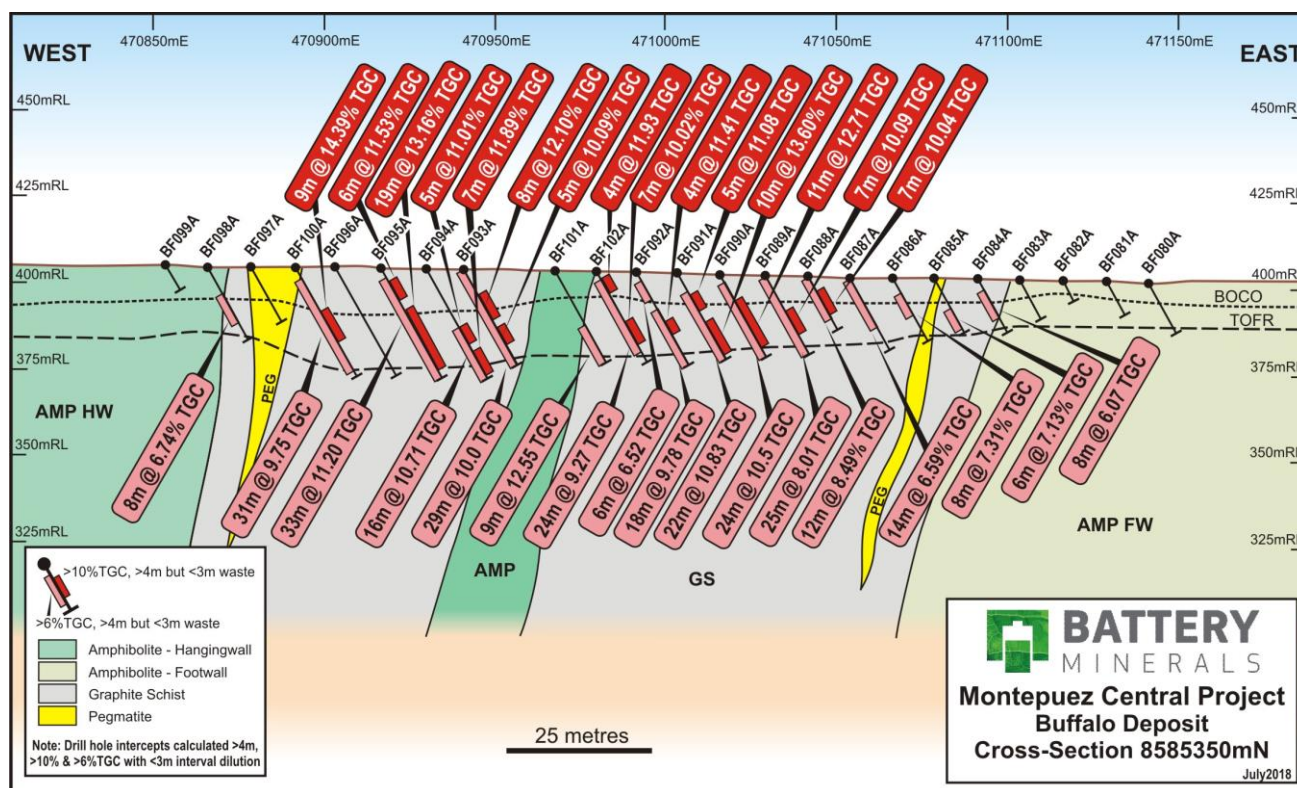 WEST
470850mE
470900mE
470950mE
471000mE
471050mE
471100mE
471150mE
EAST
450mRL
450mRL
425mRL
425mRL
400mRL
400mRL
375mRL
375mRL
350mRL
350mRL
325mRL
325mRL
9m @ 14.39% TGC
6m @ 11.53% TGC
19m @ 13.16% TGC
5m @ 11.01% TGC
7m @ 11.89% TGC
8m @ 12.10% TGC
5m @ 10.09% TGC
4m @ 11.93 TGC
7m @ 10.02% TGC
4m @ 11.41 TGC
5m @ 11.08 TGC
10m @ 13.60% TGC
11m @ 12.71 TGC
7m @ 10.09 TGC
7m @ 10.04 TGC
BF099A
BF098A
BF097A
BF100A
BF096A
BF095A
BF094A
BF093A
BF101A
BF102A
BF092A
BF091A
BF090A
BF089A
BF088A
BF087A
BF086A
BF085A
BF084A
BF083A
BF082A
BF081A
BF080A
BOCO
TOFR
AMP HW
PEG
AMP
GS
PEG
AMP FW
8m @ 6.74% TGC
31m @ 9.75 TGC
33m @ 11.20 TGC
16m @ 10.71 TGC
29m @ 10.0 TGC
9m @ 12.55 TGC
24m @ 9.27 TGC
6m @ 6.52 TGC
18m @ 9.78 TGC
22m @ 10.83 TGC
24m @ 10.5 TGC
25m @ 8.01 TGC
12m @ 8.49% TGC
14m @ 6.59% TGC
8m @ 7.31% TGC
6m @ 7.13% TGC
8m @ 6.07 TGC
>10%TGC, >4m but <3m waste
>6%TGC, >4m but <3m waste
Amphibolite - Hangingwall
Amphibolite - Footwall
Graphite Schist
Pegmatite
Note: Drill hole intercepts calculated >4m,
>10% & >6%TGC with <3m interval dilution
25 metres
BATTERY
MINERALS
Montepuez Central Project
Buffalo Deposit
Cross-Section 8585350mN
July2018